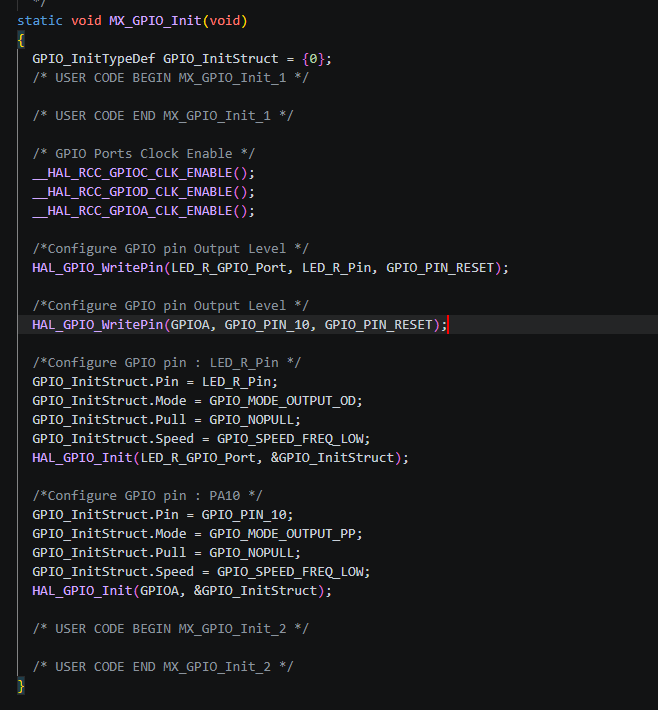 */
static void MX_GPIO_Init(void)
{
GPIO_InitTypeDef GPIO_InitStruct = {0};
/* USER CODE BEGIN MX_GPIO_Init_1 */
/* USER CODE END MX_GPIO_Init_1 */
/* GPIO Ports Clock Enable */
__HAL_RCC_GPIOC_CLK_ENABLE();
__HAL_RCC_GPIOD_CLK_ENABLE();
__HAL_RCC_GPIOA_CLK_ENABLE();
/*Configure GPIO pin Output Level */
HAL_GPIO_WritePin(LED_R_GPIO_Port, LED_R_Pin, GPIO_PIN_RESET);
/*Configure GPIO pin Output Level */
HAL_GPIO_WritePin(GPIOA, GPIO_PIN_10, GPIO_PIN_RESET);
/*Configure GPIO pin : LED_R_Pin */
GPIO_InitStruct.Pin = LED_R_Pin;
GPIO_InitStruct.Mode = GPIO_MODE_OUTPUT_OD;
GPIO_InitStruct.Pull = GPIO_NOPULL;
GPIO_InitStruct.Speed = GPIO_SPEED_FREQ_LOW;
HAL_GPIO_Init(LED_R_GPIO_Port, &GPIO_InitStruct);
/*Configure GPIO pin : PA10 */
GPIO_InitStruct.Pin = GPIO_PIN_10;
GPIO_InitStruct.Mode = GPIO_MODE_OUTPUT_PP;
GPIO_InitStruct.Pull = GPIO_NOPULL;
GPIO_InitStruct.Speed = GPIO_SPEED_FREQ_LOW;
HAL_GPIO_Init(GPIOA, &GPIO_InitStruct);
/* USER CODE BEGIN MX_GPIO_Init_2 */
/* USER CODE END MX_GPIO_Init_2 */
}